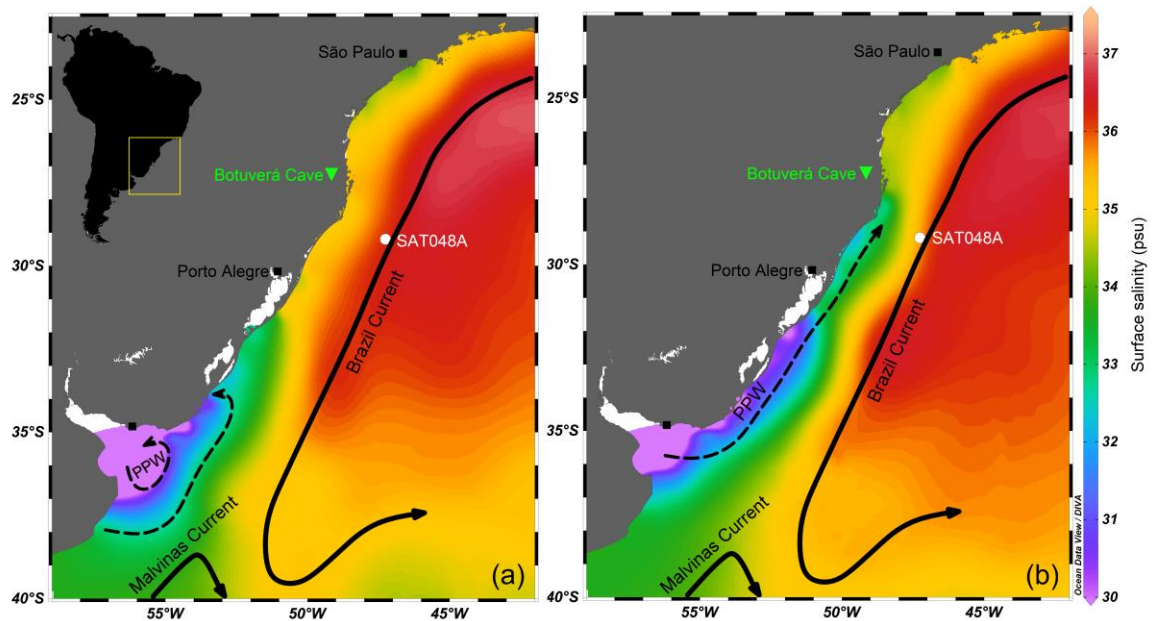 São Paulo
25°S
Botuverá Cave
SAT048A
30°S
Porto Alegre
Brazil Current
35°S
PPW
Malvinas Current
(a)
40°S
55°W
50°W
45°W
São Paulo
25°S
Botuverá Cave
SAT048A
30°S
Porto Alegre
Brazil Current
PPW
35°S
Malvinas Current
(b)
40°S
55°W
50°W
45°W
Ocean Data View / DIVA
37
36
35
34
33
32
31
30
Surface salinity (psu)